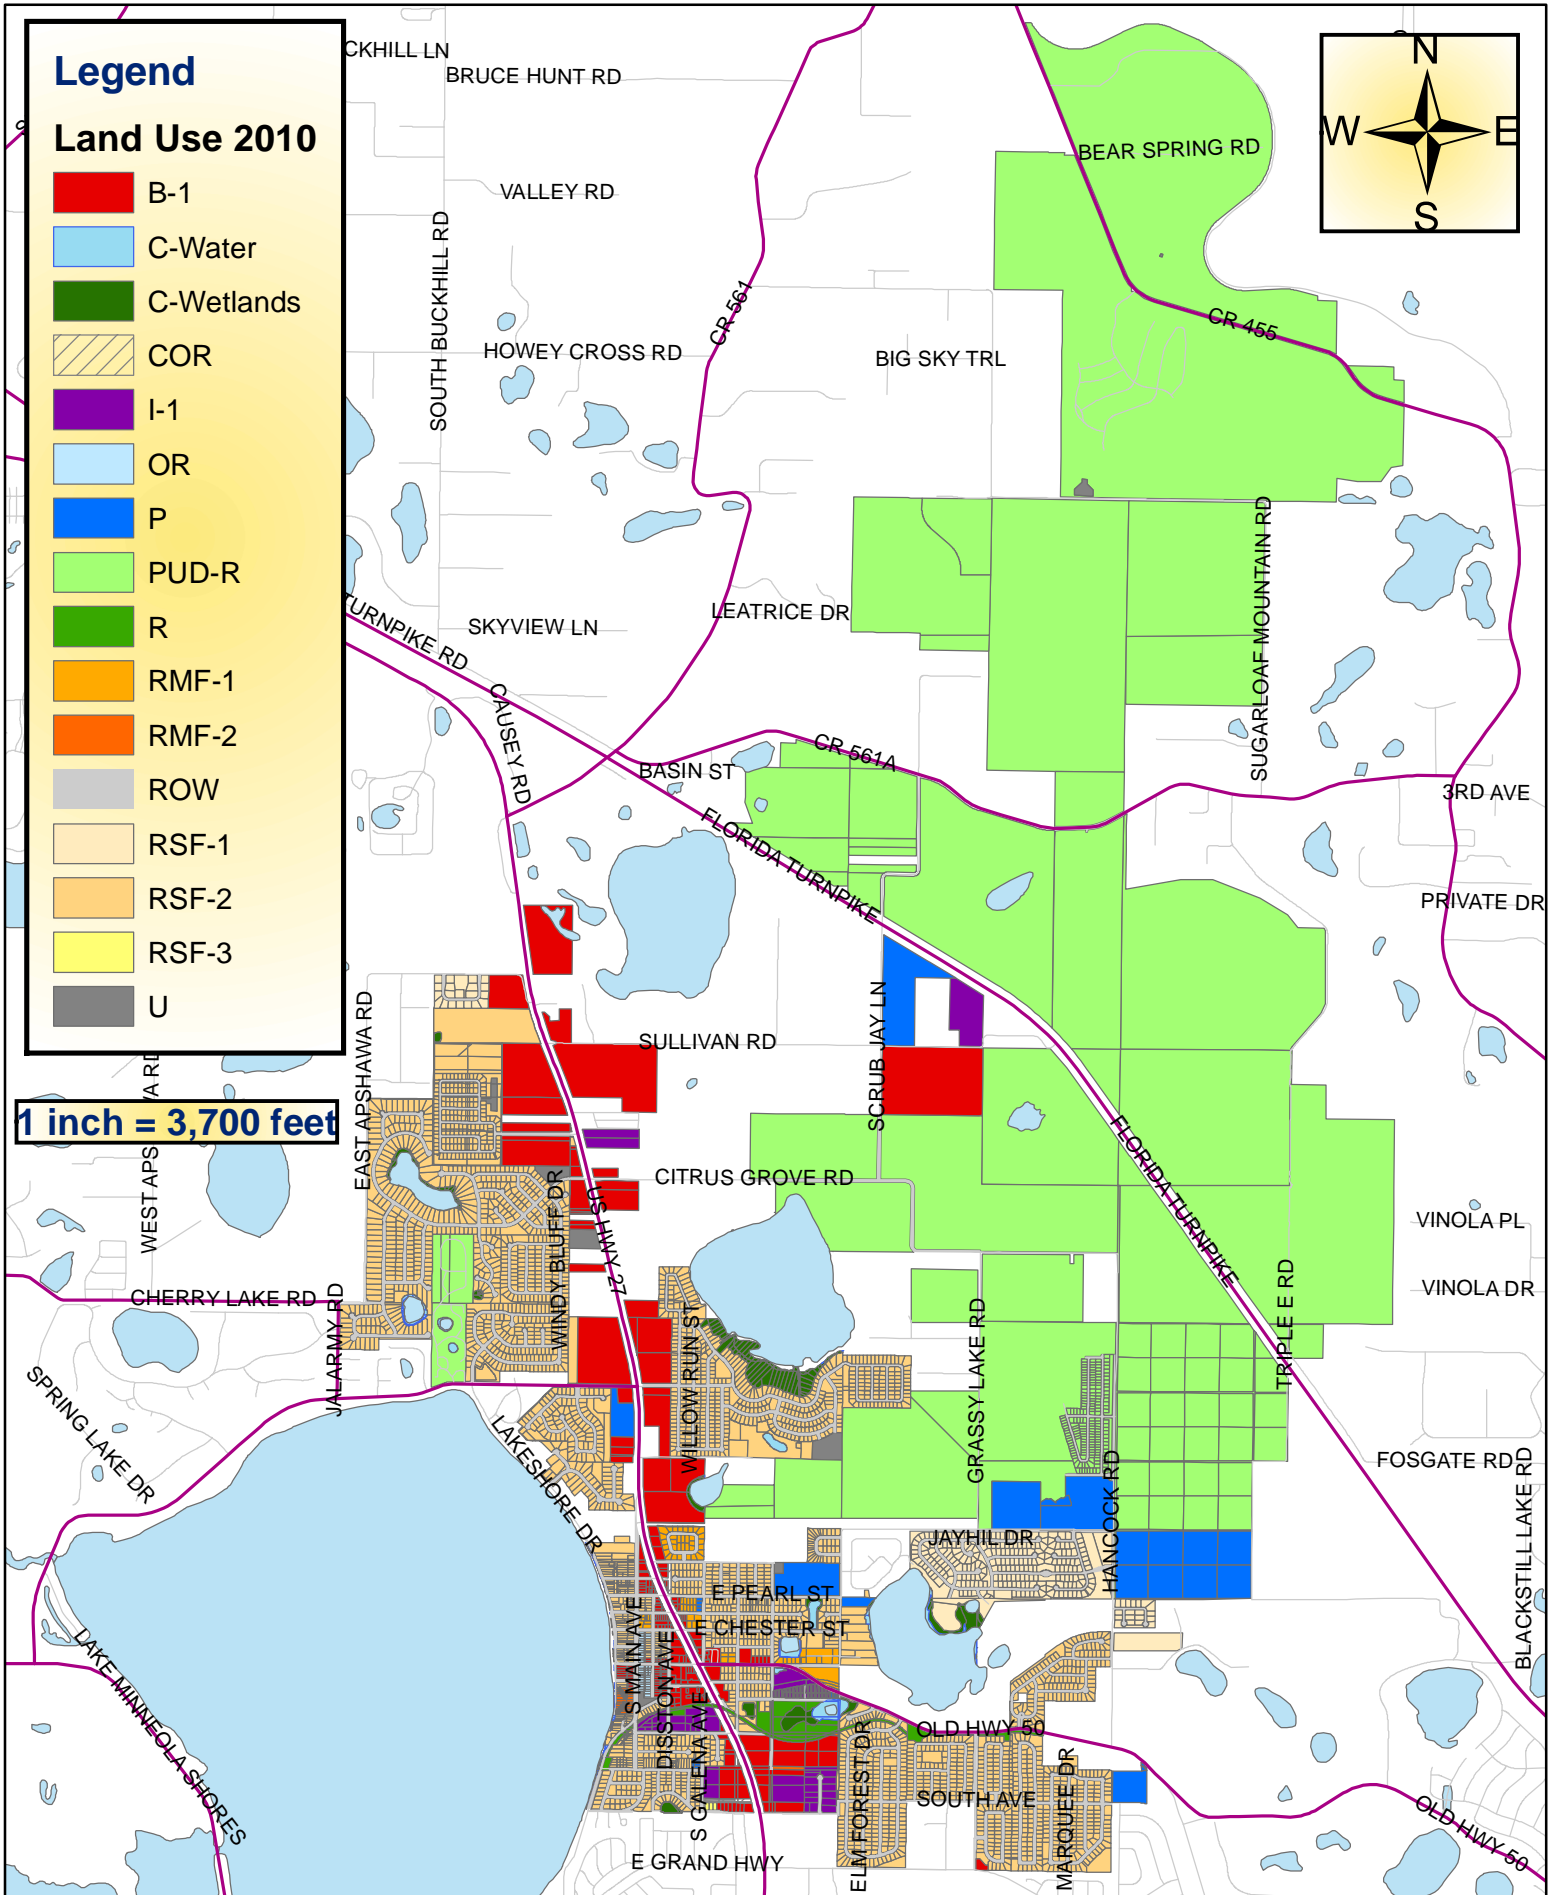 Legend
Land Use 2010
B-1
C-Water
C-Wetlands
COR
I-1
OR
P
PUD-R
R
RMF-1
RMF-2
ROW
RSF-1
RSF-2
RSF-3
U
1 inch = 3,700 feet
N
W
E
S
CKHILL LN
BRUCE HUNT RD
BEAR SPRING RD
VALLEY RD
SOUTH BUCKHILL RD
CR 561
CR 455
HOWEY CROSS RD
BIG SKY TRL
SUGARLOAF MOUNTAIN RD
LEATRICE DR
SKYVIEW LN
TURNPIKE RD
CAUSEY RD
CR 561A
BASIN ST
3RD AVE
FLORIDA TURNPIKE
PRIVATE DR
SCRUB JAY LN
SULLIVAN RD
EAST APSHAWA RD
WEST APS
WA RD
FLORIDA TURNPIKE
CITRUS GROVE RD
WINDY BLUFF DR
US HWY 27
VINOLA PL
VINOLA DR
CHERRY LAKE RD
JALARMY RD
TRIPLE E RD
WILLOW RUN ST
GRASSY LAKE RD
SPRING LAKE DR
LAKESHORE DR
HANCOCK RD
FOSGATE RD
BLACKSTILL LAKE RD
JAYHIL DR
E PEARL ST
E CHESTER ST
S MAIN AVE
DISSTON AVE
S GALENA AVE
LAKE MINNEOLA SHORES
OLD HWY 50
ELM FOREST DR
SOUTH AVE
MARQUEE DR
OLD HWY 50
E GRAND HWY